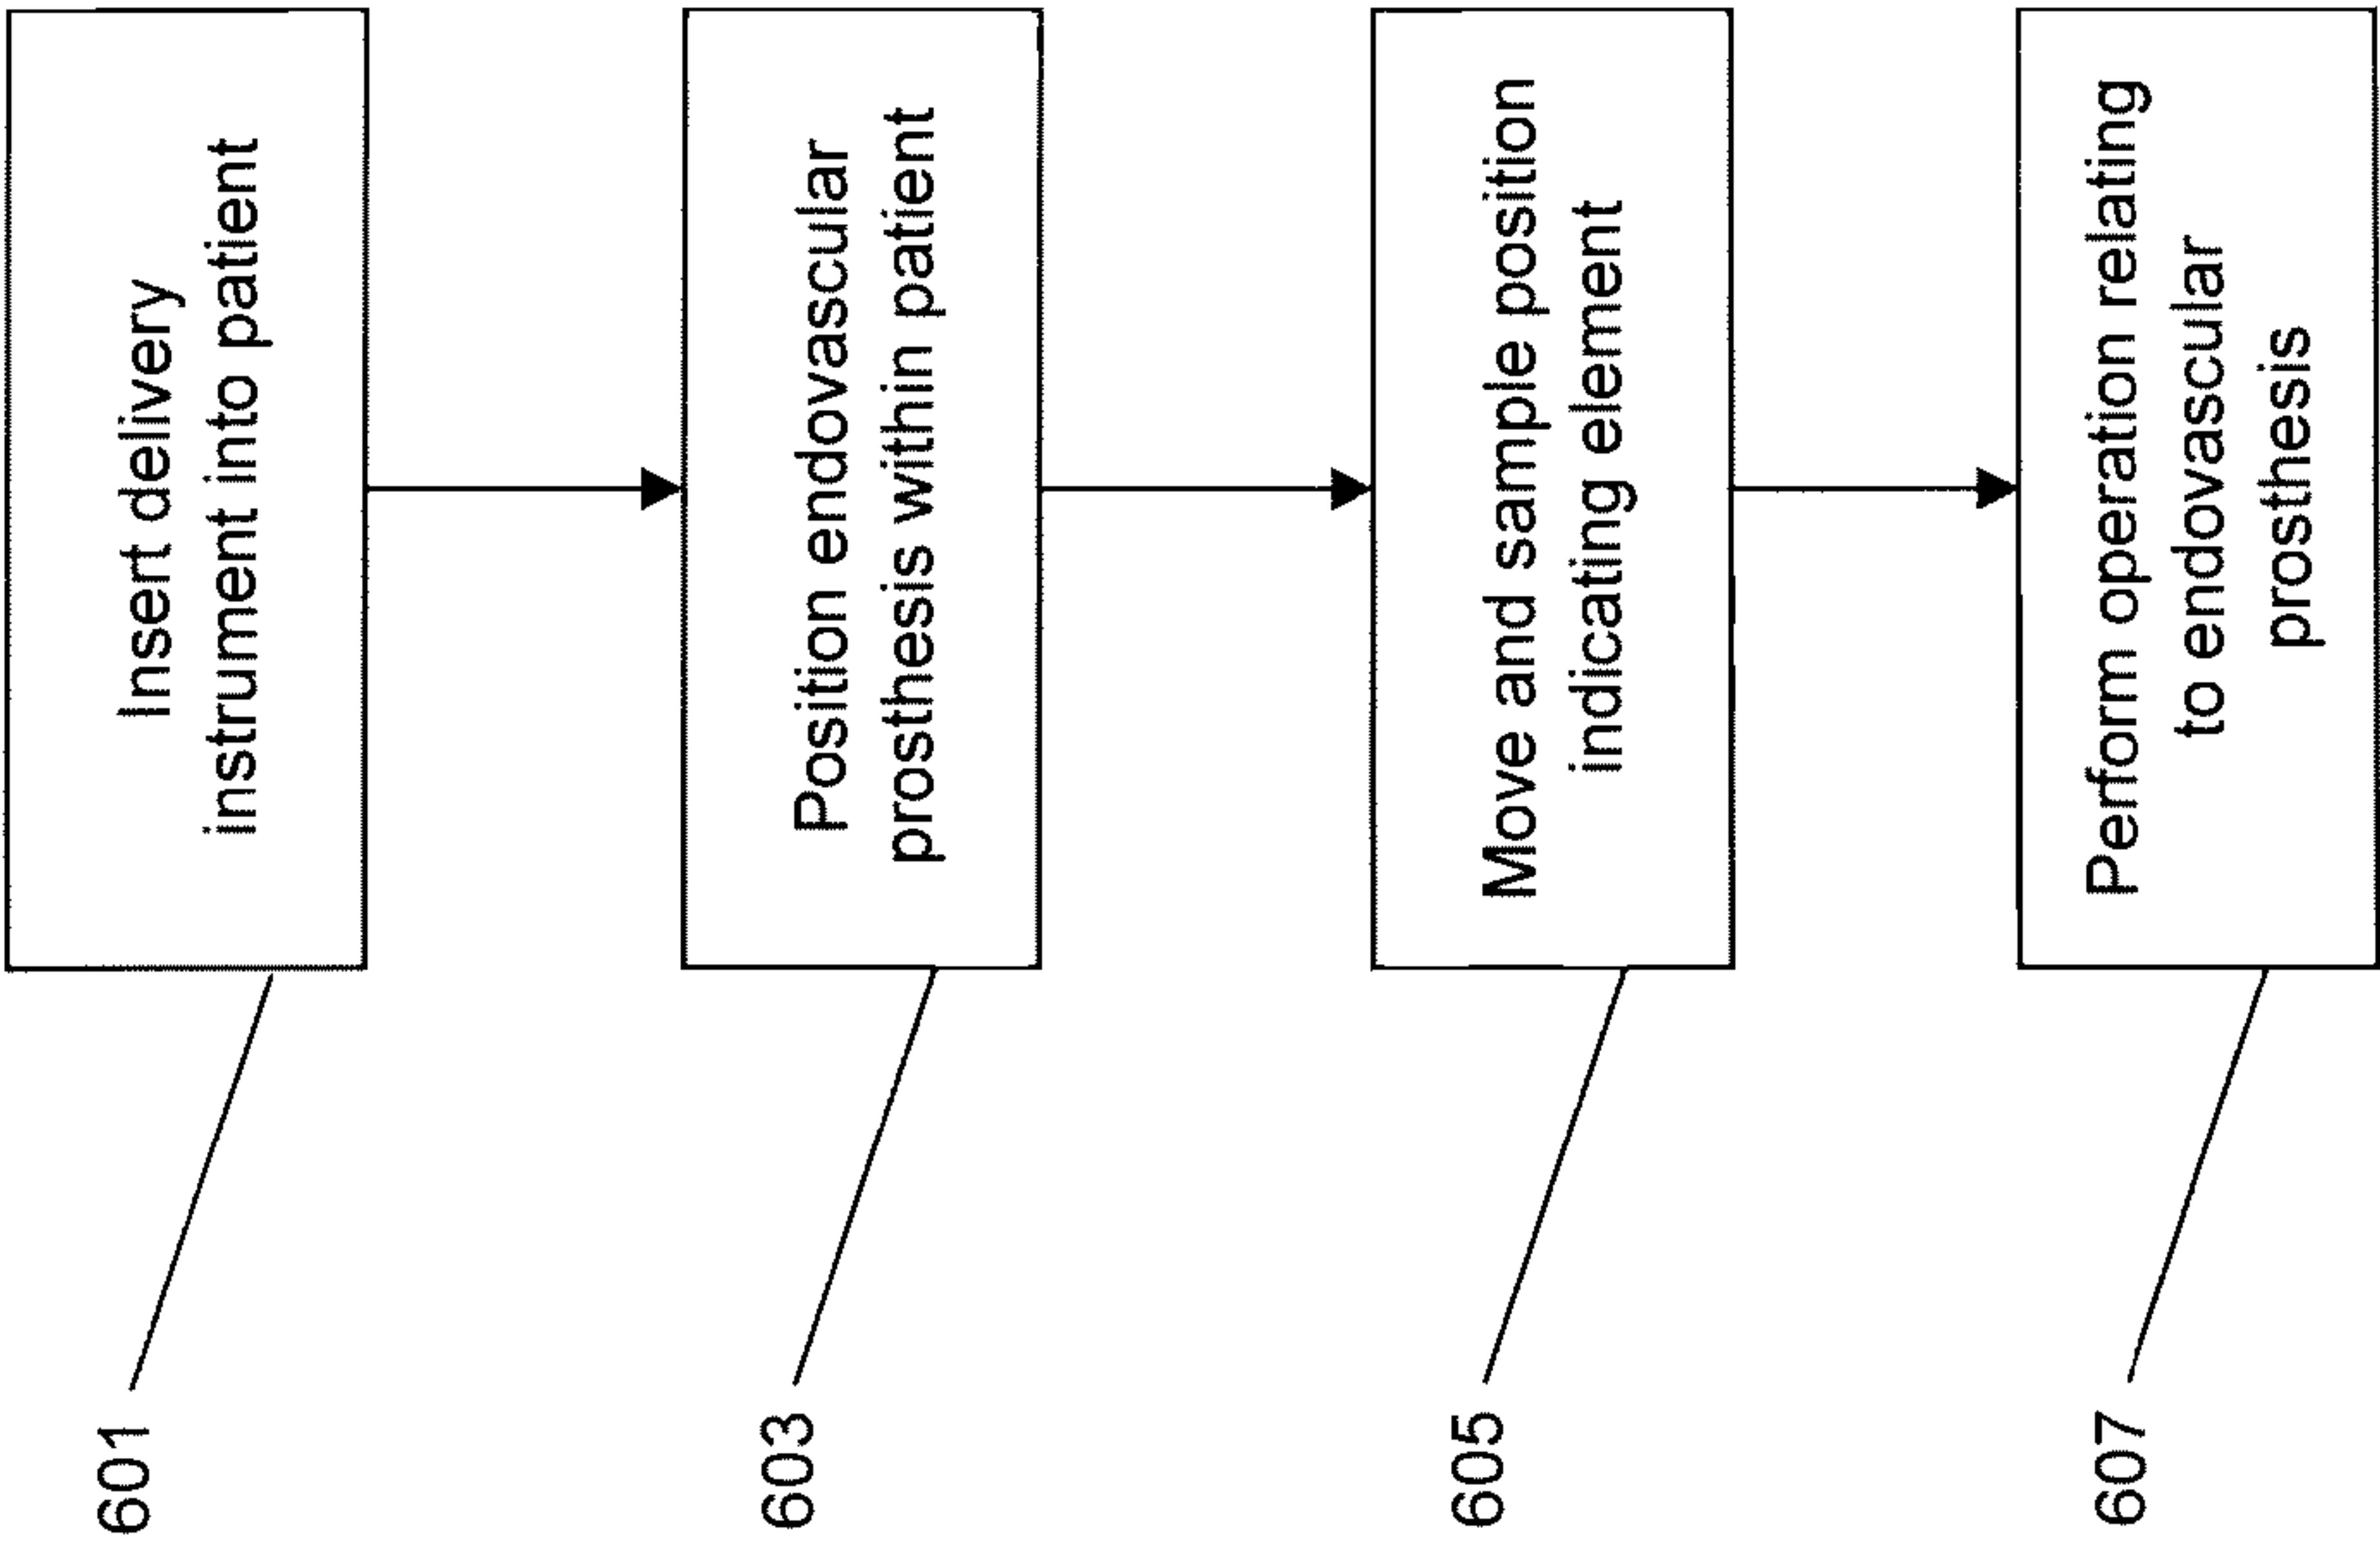 601
Insert delivery
instrument into patient
603
Position endovascular
prosthesis within patient
605
Move and sample position
indicating element
607
Perform operation relating
to endovascular
prosthesis